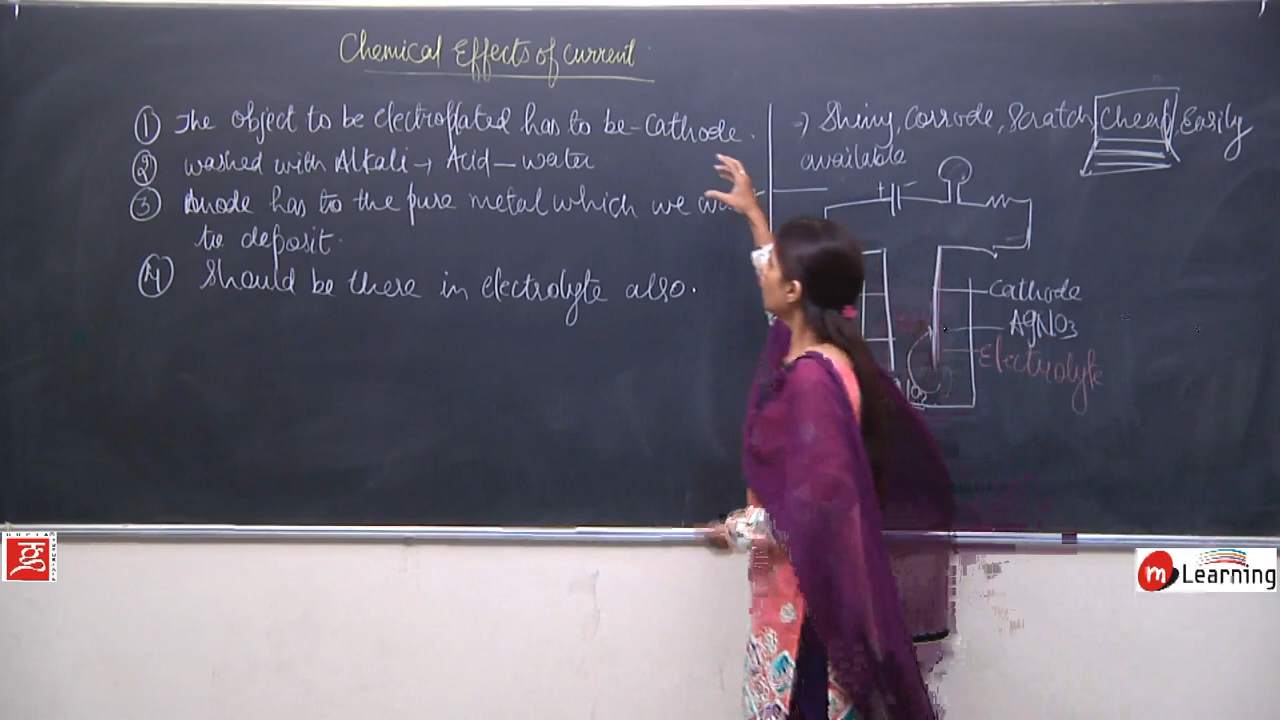 Chemical Effects of current
① The object to be electroplated has to be - Cathode.
② washed with Alkali → Acid - water
③ Anode has to the pure metal which we
to deposit.
④ Should be there in electrolyte also.
→ Shiny, Corrode, Scratch, Cheap, Easily
available
+ -
Cathode
AgNO3
Electrolyte
GUPTA
m Learning